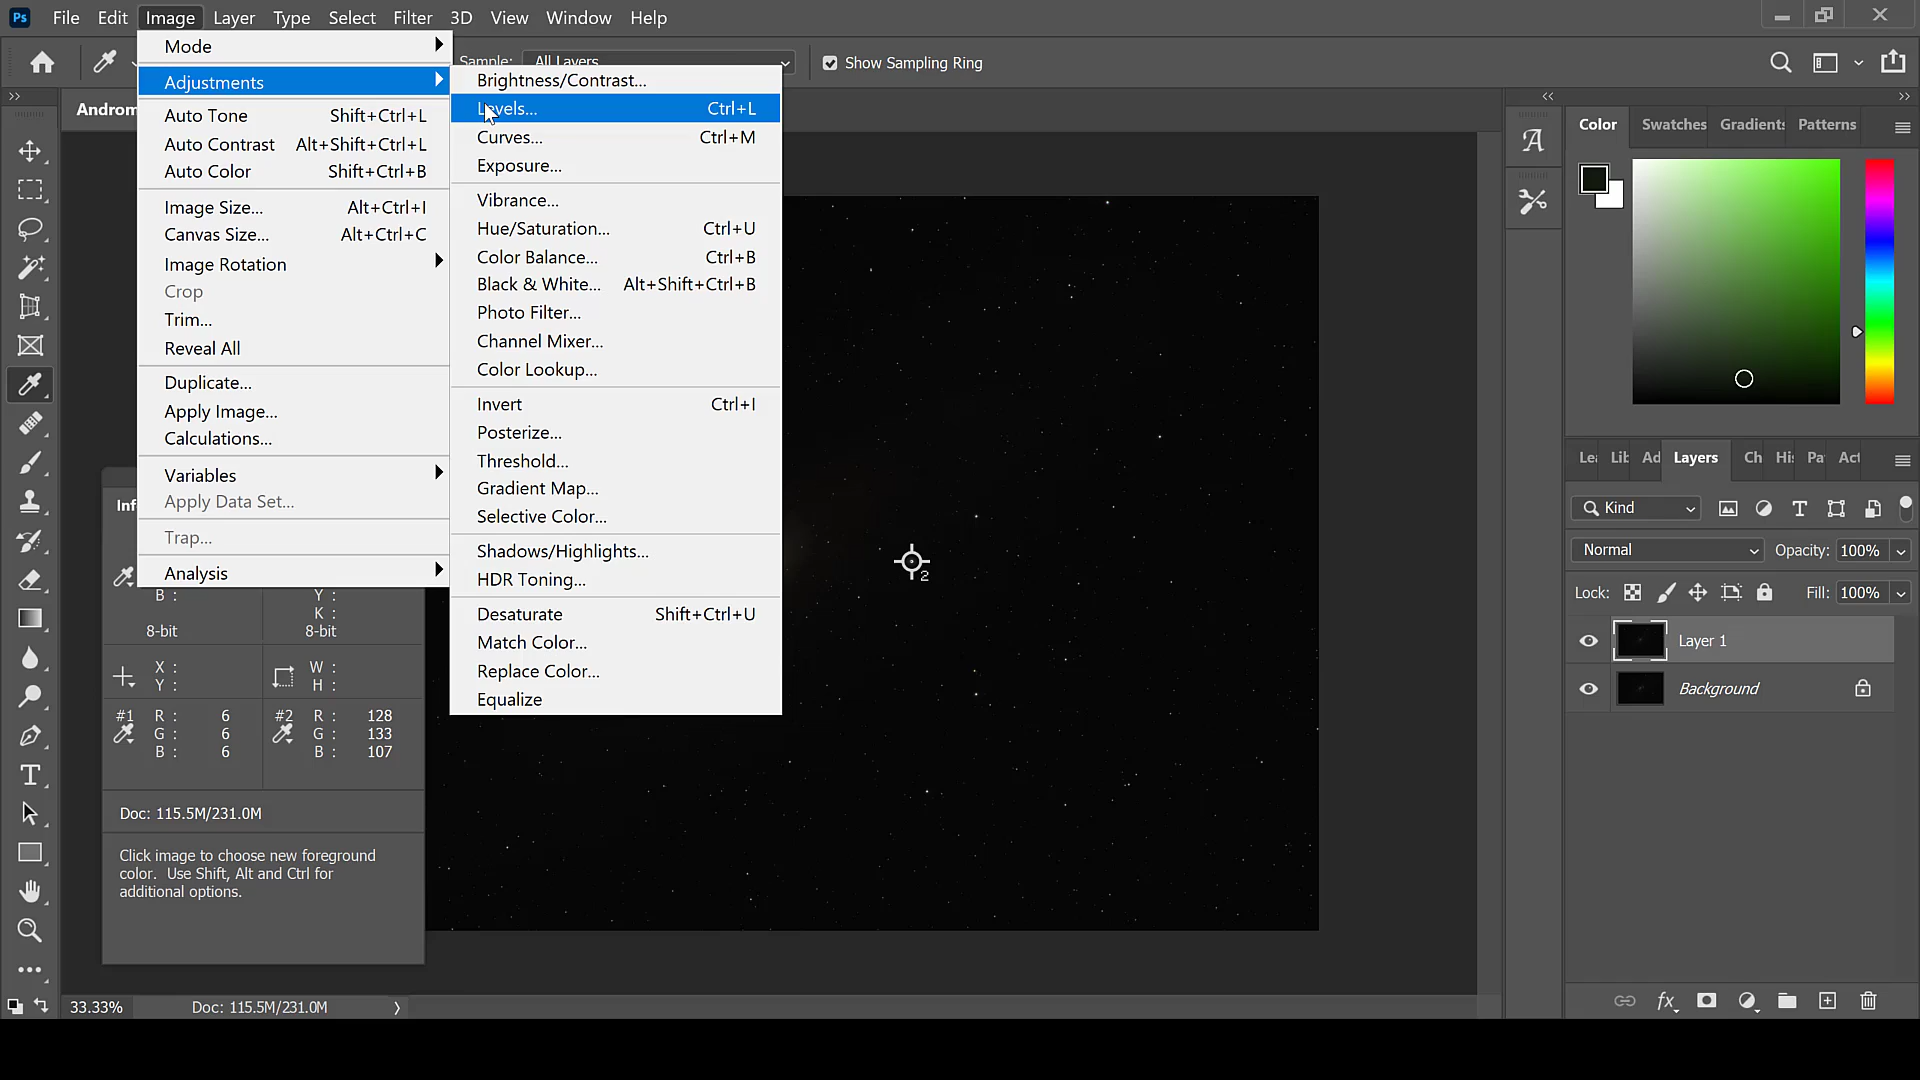 Ps File Edit Image Layer Type Select Filter 3D View Window Help
Sample: All Layers Show Sampling Ring
Androm
Mode
Adjustments
Auto Tone Shift+Ctrl+L
Auto Contrast Alt+Shift+Ctrl+L
Auto Color Shift+Ctrl+B
Image Size... Alt+Ctrl+I
Canvas Size... Alt+Ctrl+C
Image Rotation
Crop
Trim...
Reveal All
Duplicate...
Apply Image...
Calculations...
Variables
Apply Data Set...
Trap...
Analysis
Brightness/Contrast...
Levels... Ctrl+L
Curves... Ctrl+M
Exposure...
Vibrance...
Hue/Saturation... Ctrl+U
Color Balance... Ctrl+B
Black & White... Alt+Shift+Ctrl+B
Photo Filter...
Channel Mixer...
Color Lookup...
Invert Ctrl+I
Posterize...
Threshold...
Gradient Map...
Selective Color...
Shadows/Highlights...
HDR Toning...
Desaturate Shift+Ctrl+U
Match Color...
Replace Color...
Equalize
2
Inf
B : Y :
K :
8-bit 8-bit
X : W :
Y : H :
#1 R : 6 #2 R : 128
G : 6 G : 133
B : 6 B : 107
Doc: 115.5M/231.0M
Click image to choose new foreground
color. Use Shift, Alt and Ctrl for
additional options.
33.33% Doc: 115.5M/231.0M
Color Swatches Gradients Patterns
Le Lib Ad Layers Ch His Pa Act
Kind
Normal Opacity: 100%
Lock: Fill: 100%
Layer 1
Background
fx